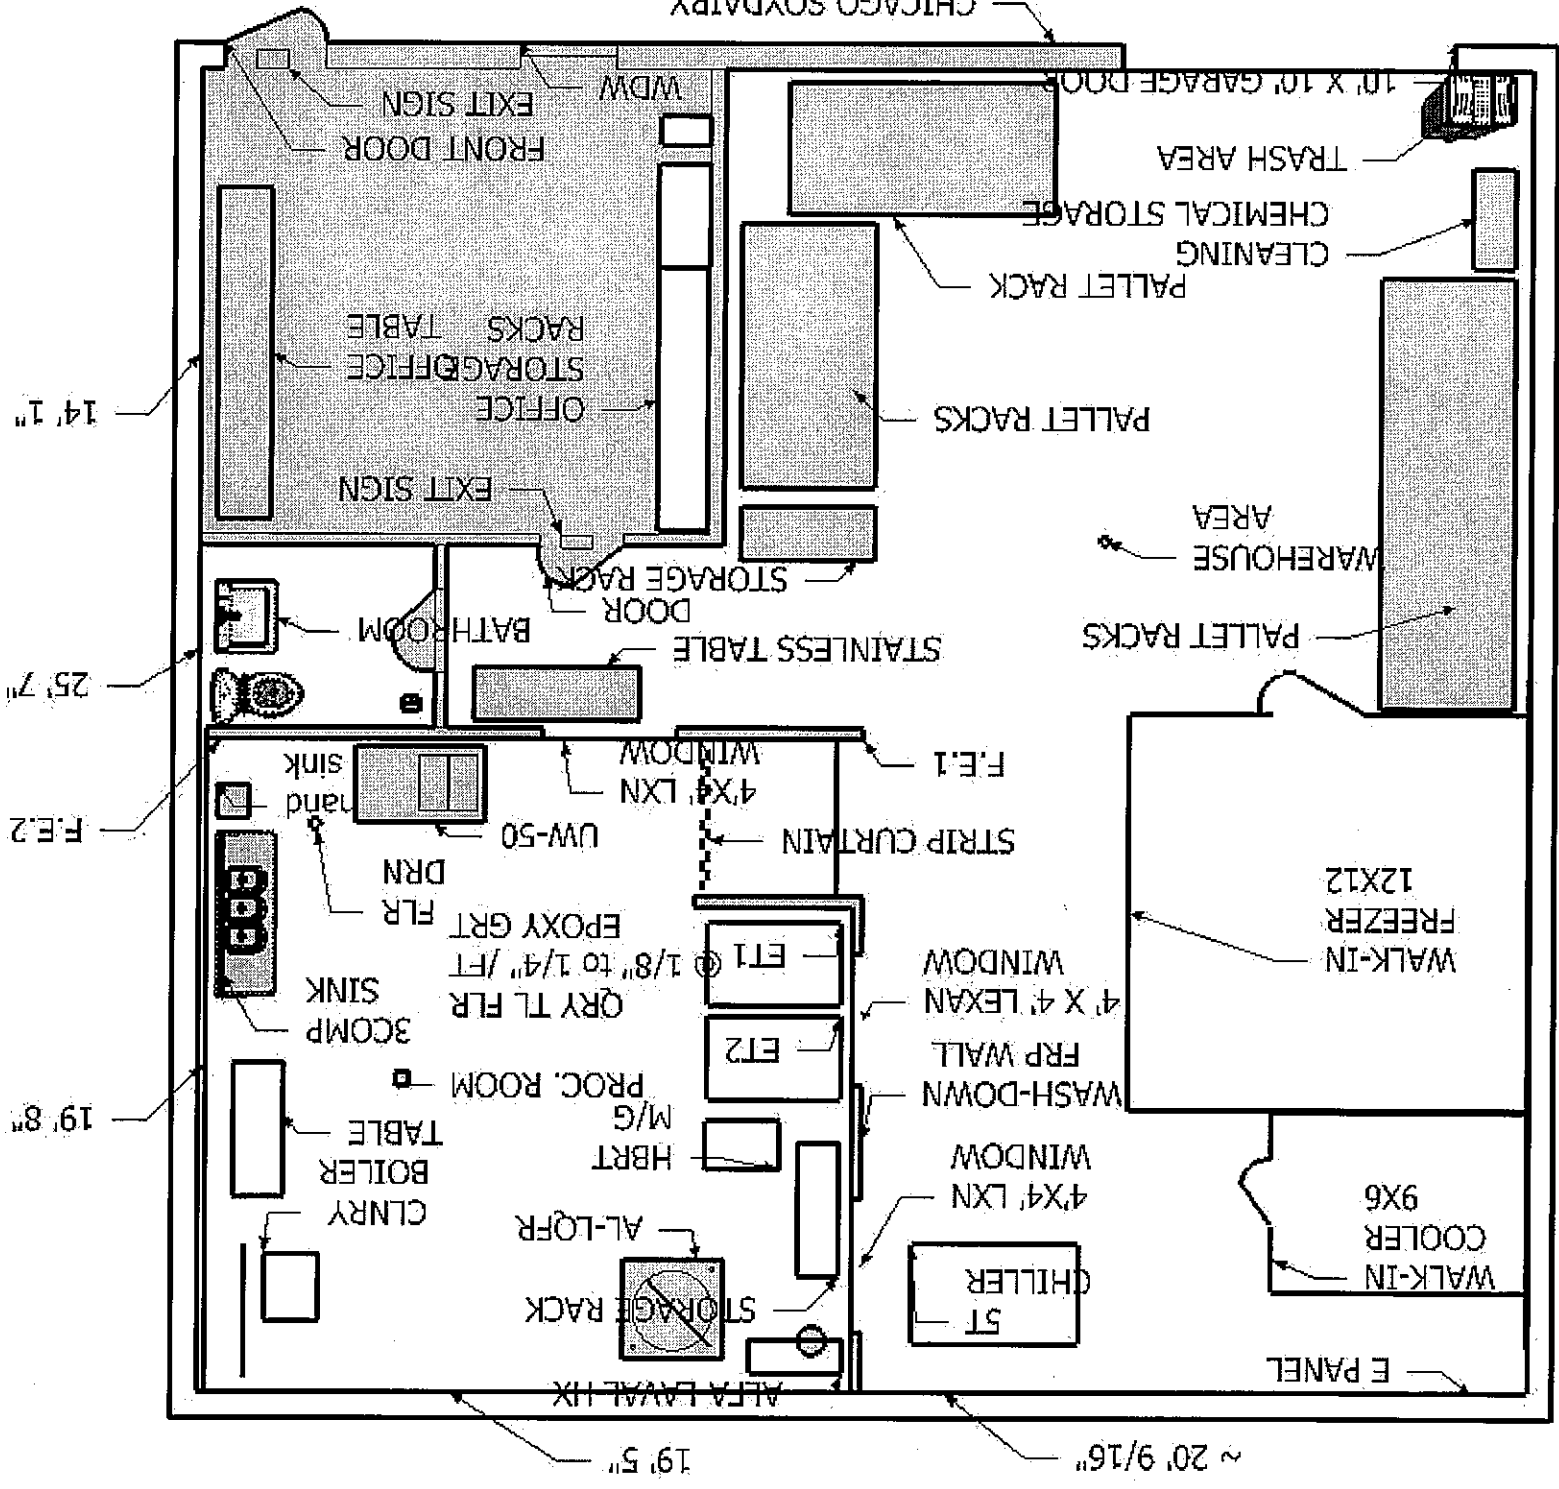 ~ 20' 9/16"
19' 5"
E PANEL
ALFA LAVAL HX
5T
CHILLER
WALK-IN
COOLER
9X6
STORAGE RACK
AL-LQFR
4'X4' LXN
WINDOW
CLNRY
BOILER
TABLE
HBRT
M/G
19' 8"
WASH-DOWN
FRP WALL
PROC. ROOM
ET2
3COMP
SINK
4' X 4' LEXAN
WINDOW
QRY TL FLR
@ 1/8" to 1/4" /FT
EPOXY GRT
ET1
WALK-IN
FREEZER
12X12
FLR
DRN
STRIP CURTAIN
UW-50
F.E.2
4'X4' LXN
WINDOW
hand
sink
F.E.1
25' 7"
STAINLESS TABLE
BATHROOM
PALLET RACKS
DOOR
STORAGE RACK
WAREHOUSE
AREA
EXIT SIGN
PALLET RACKS
14' 1"
OFFICE
STORAGE
RACKS
OFFICE
TABLE
PALLET RACK
CLEANING
CHEMICAL STORAGE
TRASH AREA
FRONT DOOR
EXIT SIGN
10' X 10' GARAGE DOOR
WDW
CHICAGO SOYDAIRY